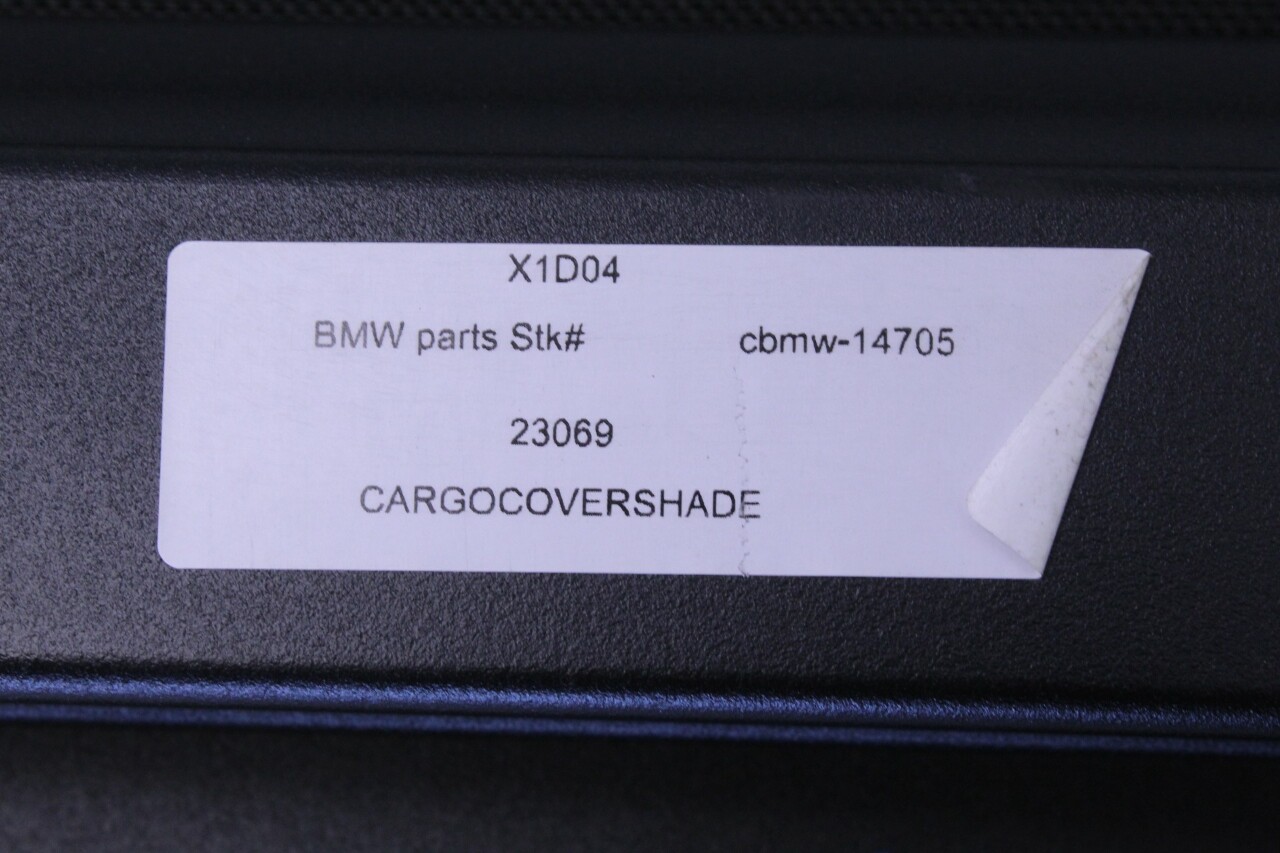 X1D04
BMW parts Stk# cbmw-14705
23069
CARGOCOVERSHADE